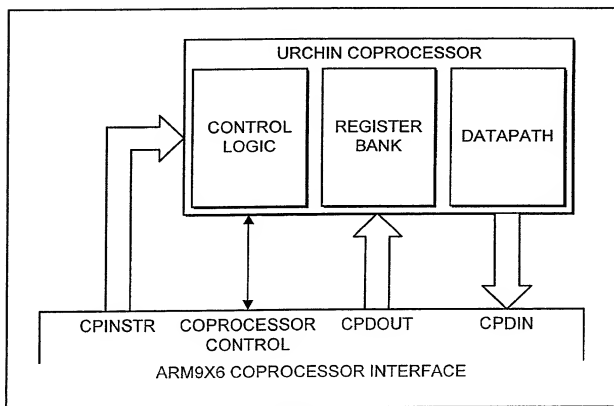 URCHIN COPROCESSOR
CONTROL
LOGIC
REGISTER
BANK
DATAPATH
CPINSTR
COPROCESSOR
CONTROL
CPDOUT
CPDIN
ARM9X6 COPROCESSOR INTERFACE